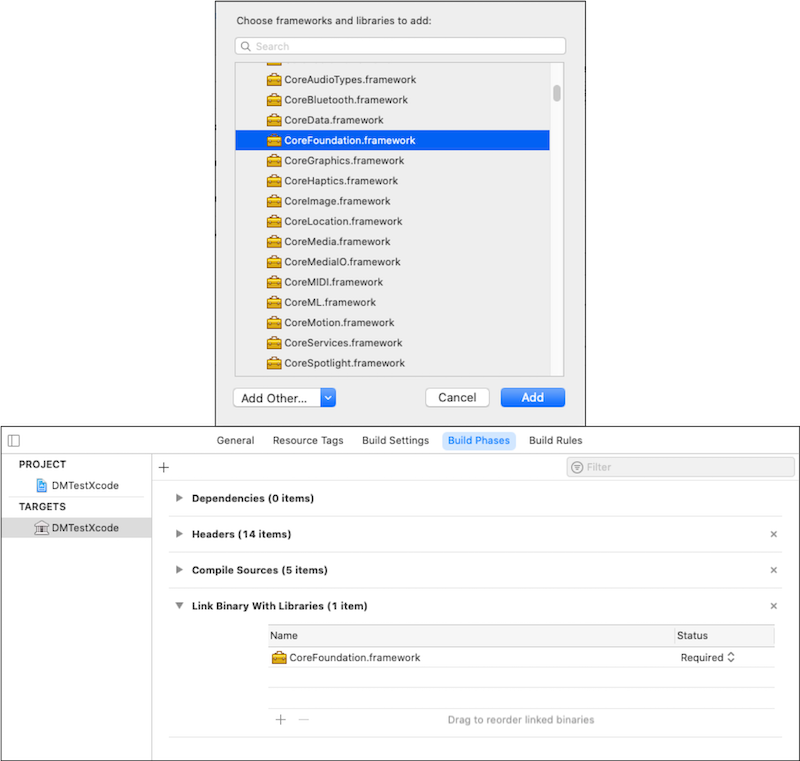 Choose frameworks and libraries to add:
Search
CoreAudioTypes.framework
CoreBluetooth.framework
CoreData.framework
CoreFoundation.framework
CoreGraphics.framework
CoreHaptics.framework
CoreImage.framework
CoreLocation.framework
CoreMedia.framework
CoreMediaIO.framework
CoreMIDI.framework
CoreML.framework
CoreMotion.framework
CoreServices.framework
CoreSpotlight.framework
Add Other... Cancel Add
General Resource Tags Build Settings Build Phases Build Rules
PROJECT
DMTestXcode
TARGETS
DMTestXcode
Filter
Dependencies (0 items)
Headers (14 items)
Compile Sources (5 items)
Link Binary With Libraries (1 item)
Name Status
CoreFoundation.framework Required
Drag to reorder linked binaries